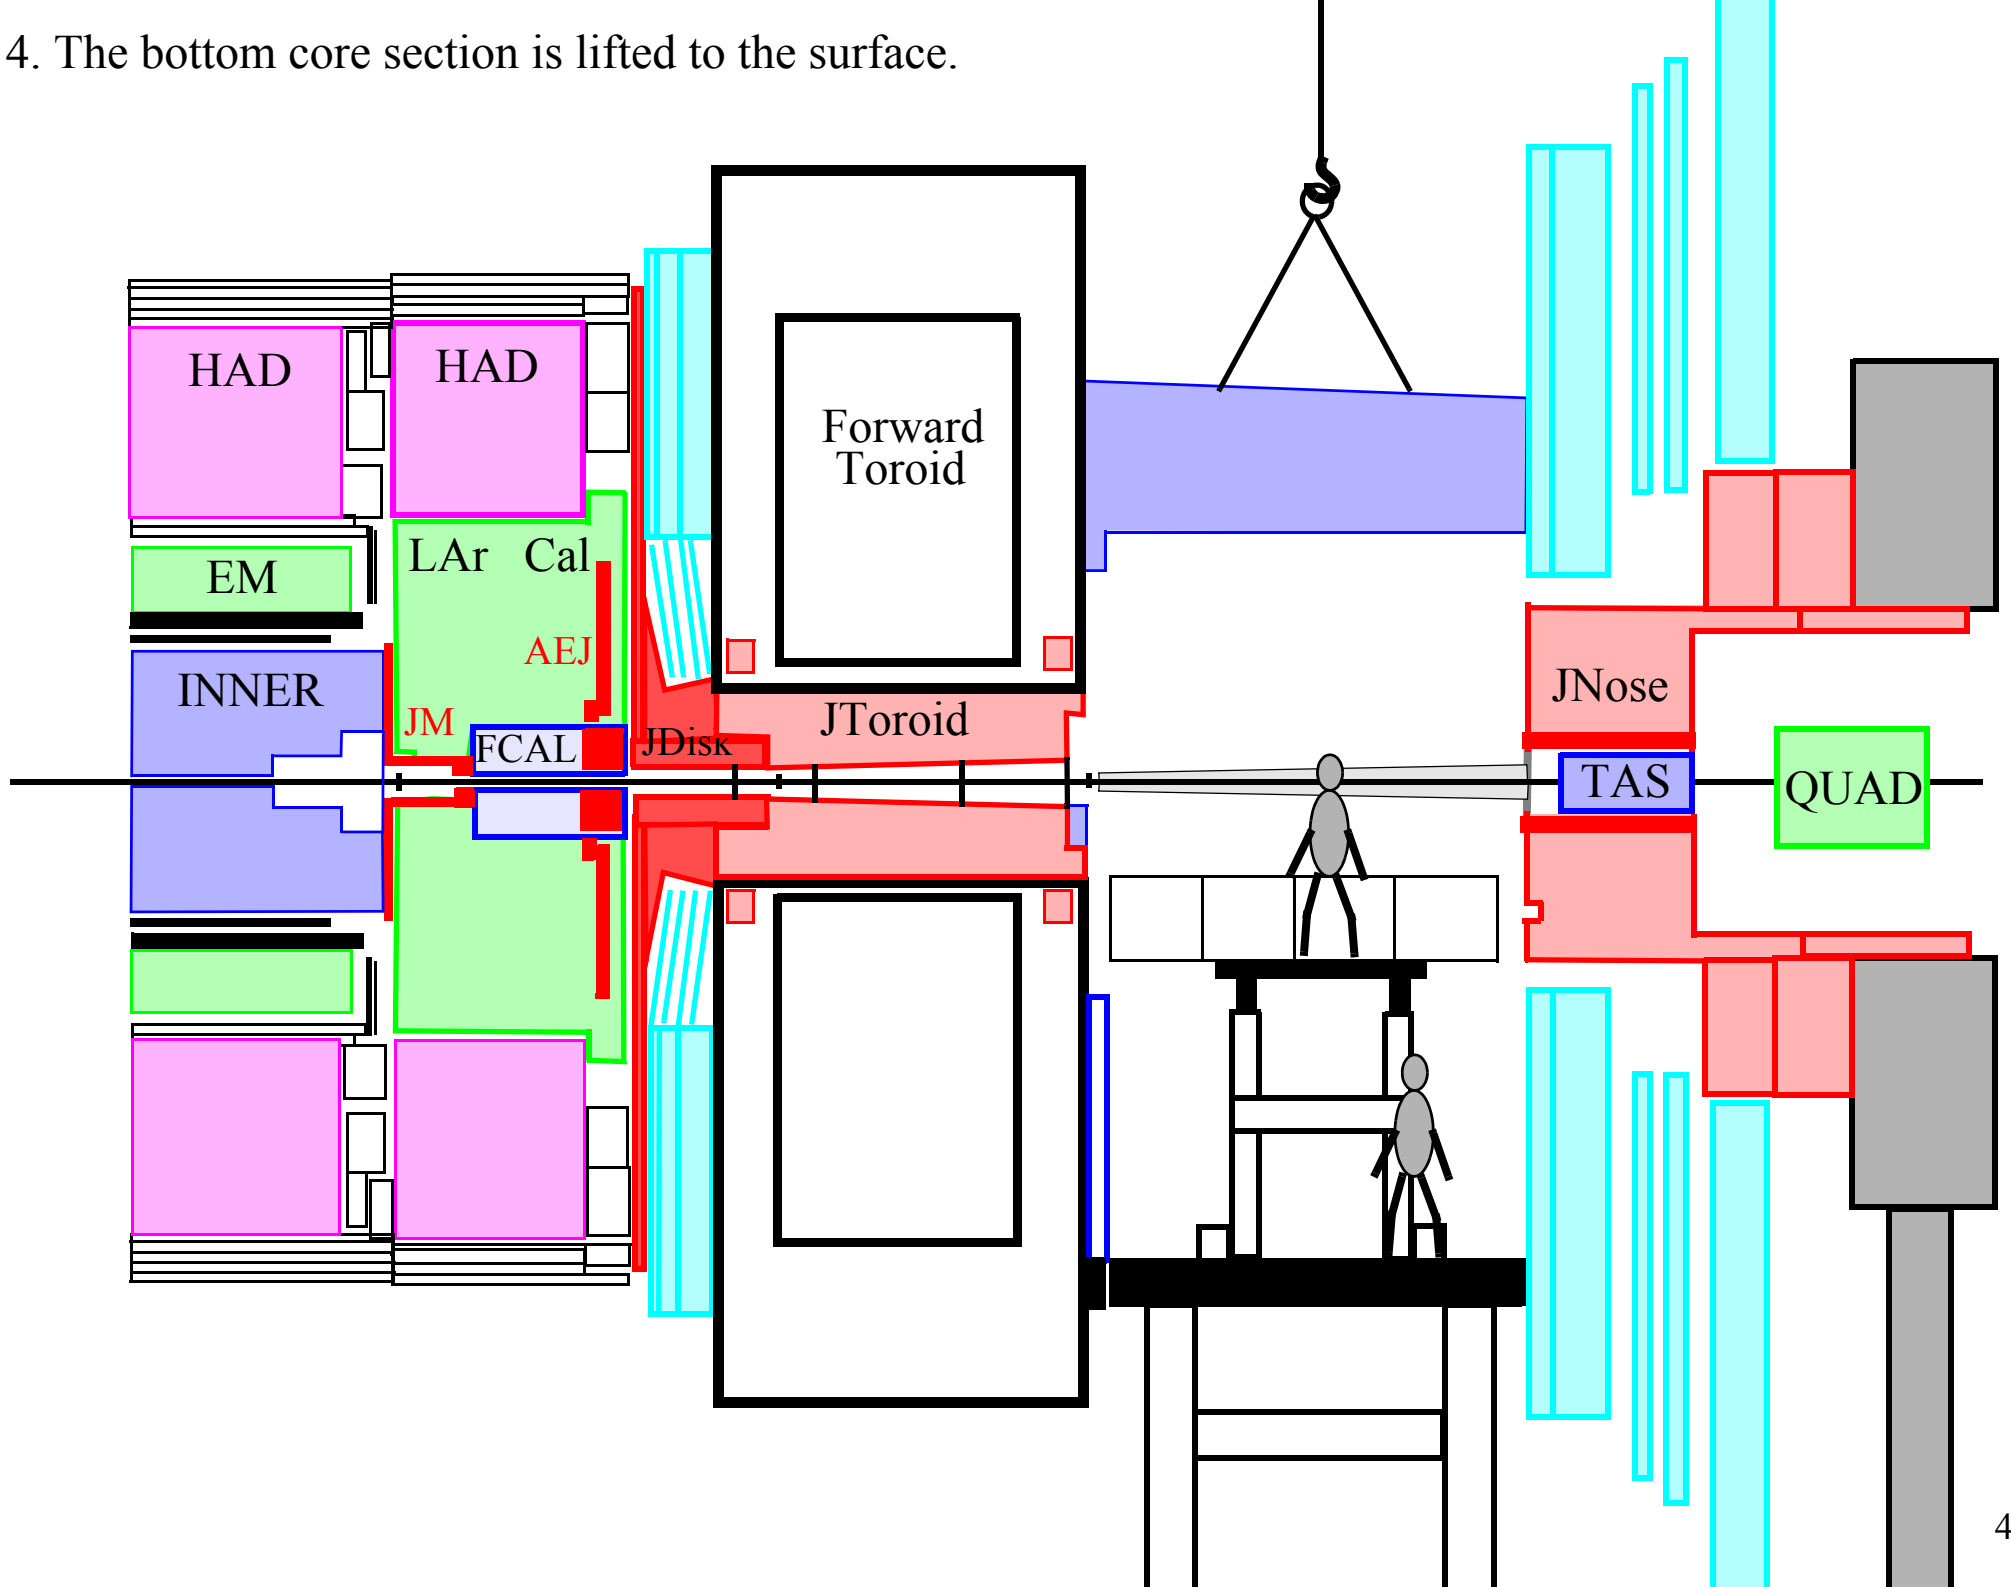 4. The bottom core section is lifted to the surface.
HAD
HAD
Forward
Toroid
LAr Cal
EM
AEJ
INNER
JM
JNose
JToroid
FCAL
JDisk
TAS
QUAD
4